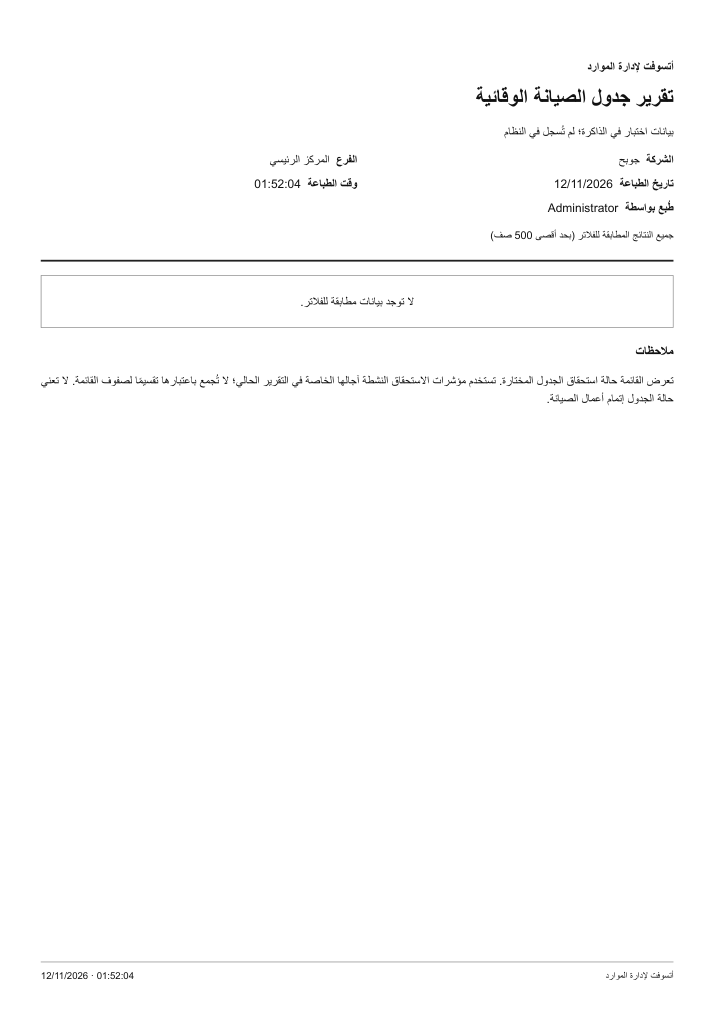 أتسوفت لإدارة الموارد
تقرير جدول الصيانة الوقائية
بيانات اختبار في الذاكرة؛ لم تُسجل في النظام
الشركة جوبح الفرع المركز الرئيسي
تاريخ الطباعة 12/11/2026 وقت الطباعة 01:52:04
طُبع بواسطة Administrator
جميع النتائج المطابقة للفلاتر (بحد أقصى 500 صف)
لا توجد بيانات مطابقة للفلاتر.
ملاحظات
تعرض القائمة حالة استحقاق الجدول المختارة. تستخدم مؤشرات الاستحقاق النشطة آجالها الخاصة في التقرير الحالي؛ لا تُجمع باعتبارها تقسيمًا لصفوف القائمة. لا تعني
حالة الجدول إتمام أعمال الصيانة.
أتسوفت لإدارة الموارد 12/11/2026 · 01:52:04